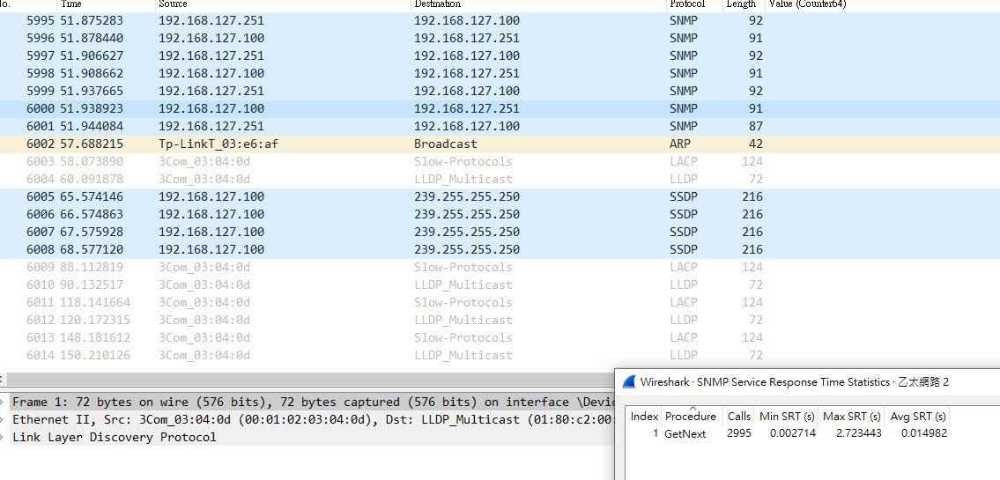 No. Time Source Destination Protocol Length Value (Counter64)
5995 51.875283 192.168.127.251 192.168.127.100 SNMP 92
5996 51.878440 192.168.127.100 192.168.127.251 SNMP 91
5997 51.906627 192.168.127.251 192.168.127.100 SNMP 92
5998 51.908662 192.168.127.100 192.168.127.251 SNMP 91
5999 51.937665 192.168.127.251 192.168.127.100 SNMP 92
6000 51.938923 192.168.127.100 192.168.127.251 SNMP 91
6001 51.944084 192.168.127.251 192.168.127.100 SNMP 87
6002 57.688215 Tp-LinkT_03:e6:af Broadcast ARP 42
6003 58.073890 3Com_03:04:0d Slow-Protocols LACP 124
6004 60.091878 3Com_03:04:0d LLDP_Multicast LLDP 72
6005 65.574146 192.168.127.100 239.255.255.250 SSDP 216
6006 66.574863 192.168.127.100 239.255.255.250 SSDP 216
6007 67.575928 192.168.127.100 239.255.255.250 SSDP 216
6008 68.577120 192.168.127.100 239.255.255.250 SSDP 216
6009 88.112819 3Com_03:04:0d Slow-Protocols LACP 124
6010 90.132517 3Com_03:04:0d LLDP_Multicast LLDP 72
6011 118.141664 3Com_03:04:0d Slow-Protocols LACP 124
6012 120.172315 3Com_03:04:0d LLDP_Multicast LLDP 72
6013 148.181612 3Com_03:04:0d Slow-Protocols LACP 124
6014 150.210126 3Com_03:04:0d LLDP_Multicast LLDP 72
Frame 1: 72 bytes on wire (576 bits), 72 bytes captured (576 bits) on interface \Devic
Ethernet II, Src: 3Com_03:04:0d (00:01:02:03:04:0d), Dst: LLDP_Multicast (01:80:c2:00:
Link Layer Discovery Protocol
Wireshark · SNMP Service Response Time Statistics · 乙太網路 2
Index Procedure Calls Min SRT (s) Max SRT (s) Avg SRT (s)
1 GetNext 2995 0.002714 2.723443 0.014982